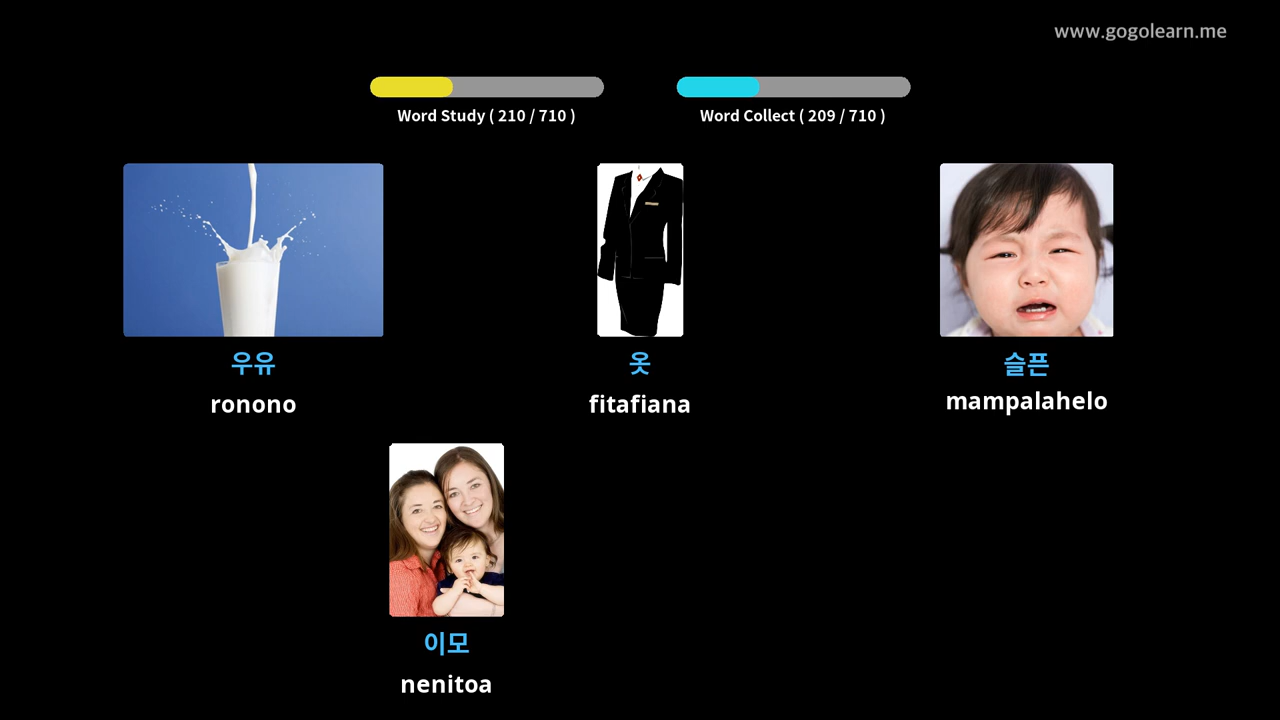 www.gogolearn.me
Word Study ( 210 / 710 )
Word Collect ( 209 / 710 )
우유
ronono
옷
fitafiana
슬픈
mampalahelo
이모
nenitoa